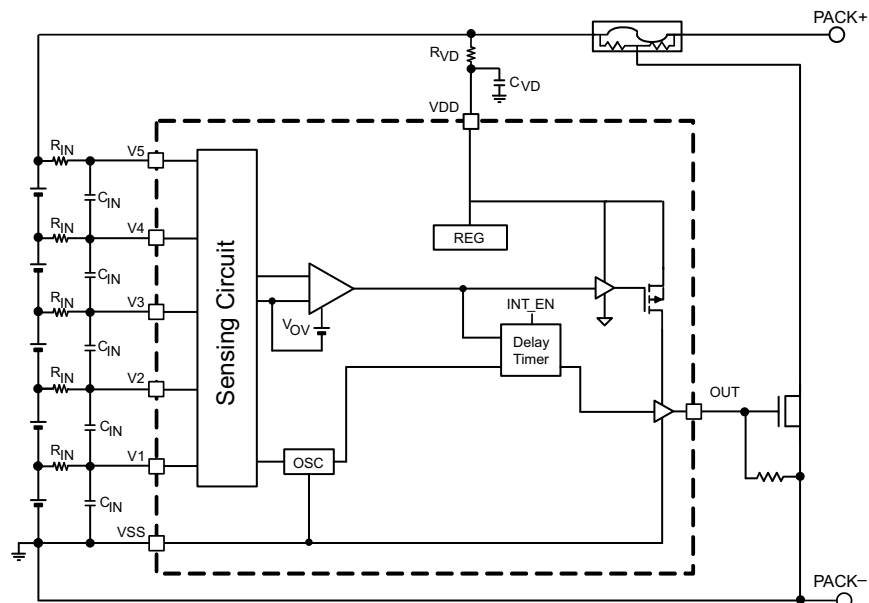 PACK+
RVD
CVD
VDD
RIN
V5
CIN
RIN
V4
CIN
RIN
V3
CIN
RIN
V2
CIN
RIN
V1
CIN
VSS
Sensing Circuit
REG
VOV
INT_EN
Delay
Timer
OSC
OUT
PACK–